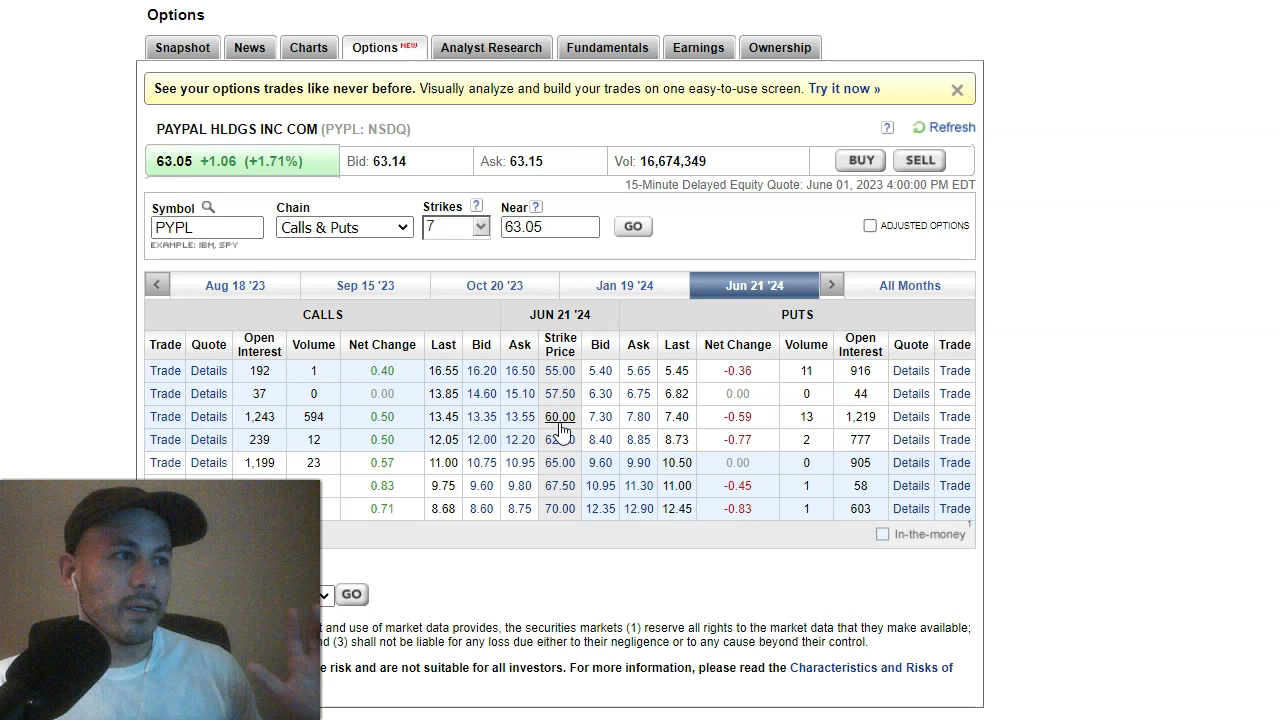 Options
Snapshot News Charts Options NEW Analyst Research Fundamentals Earnings Ownership
See your options trades like never before. Visually analyze and build your trades on one easy-to-use screen. Try it now »
PAYPAL HLDGS INC COM (PYPL: NSDQ) ? Refresh
63.05 +1.06 (+1.71%) Bid: 63.14 Ask: 63.15 Vol: 16,674,349 BUY SELL
15-Minute Delayed Equity Quote: June 01, 2023 4:00:00 PM EDT
Symbol Chain Strikes ? Near ?
PYPL Calls & Puts 7 63.05 GO ADJUSTED OPTIONS
EXAMPLE: IBM, SPY
< Aug 18 '23 Sep 15 '23 Oct 20 '23 Jan 19 '24 Jun 21 '24 > All Months
CALLS JUN 21 '24 PUTS
Trade Quote Open Interest Volume Net Change Last Bid Ask Strike Price Bid Ask Last Net Change Volume Open Interest Quote Trade
Trade Details 192 1 0.40 16.55 16.20 16.50 55.00 5.40 5.65 5.45 -0.36 11 916 Details Trade
Trade Details 37 0 0.00 13.85 14.60 15.10 57.50 6.30 6.75 6.82 0.00 0 44 Details Trade
Trade Details 1,243 594 0.50 13.45 13.35 13.55 60.00 7.30 7.80 7.40 -0.59 13 1,219 Details Trade
Trade Details 239 12 0.50 12.05 12.00 12.20 8.40 8.85 8.73 -0.77 2 777 Details Trade
Trade Details 1,199 23 0.57 11.00 10.75 10.95 65.00 9.60 9.90 10.50 0.00 0 905 Details Trade
0.83 9.75 9.60 9.80 67.50 10.95 11.30 11.00 -0.45 1 58 Details Trade
0.71 8.68 8.60 8.75 70.00 12.35 12.90 12.45 -0.83 1 603 Details Trade
In-the-money 1
GO
t and use of market data provides, the securities markets (1) reserve all rights to the market data that they make available;
nd (3) shall not be liable for any loss due either to their negligence or to any cause beyond their control.
e risk and are not suitable for all investors. For more information, please read the Characteristics and Risks of